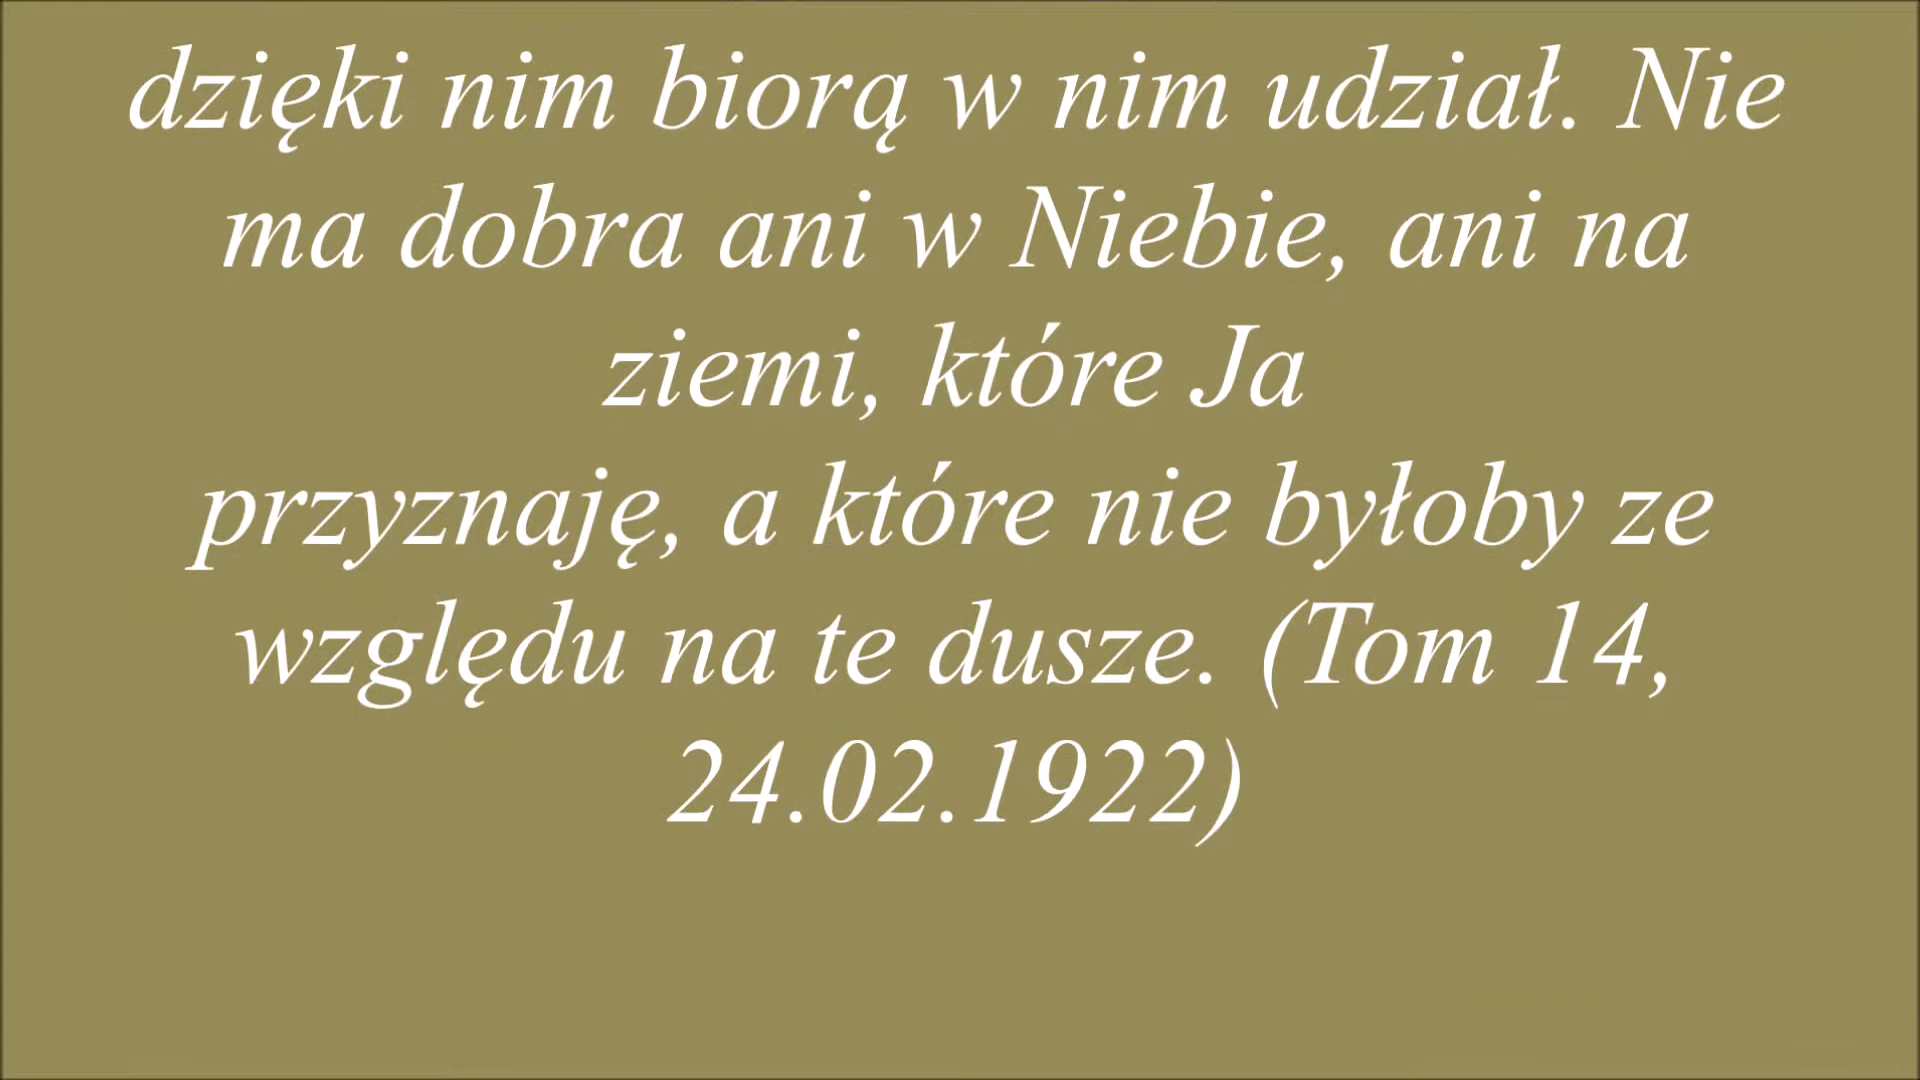 dzięki nim biorą w nim udział. Nie
ma dobra ani w Niebie, ani na
ziemi, które Ja
przyznaję, a które nie byłoby ze
względu na te dusze. (Tom 14,
24.02.1922)